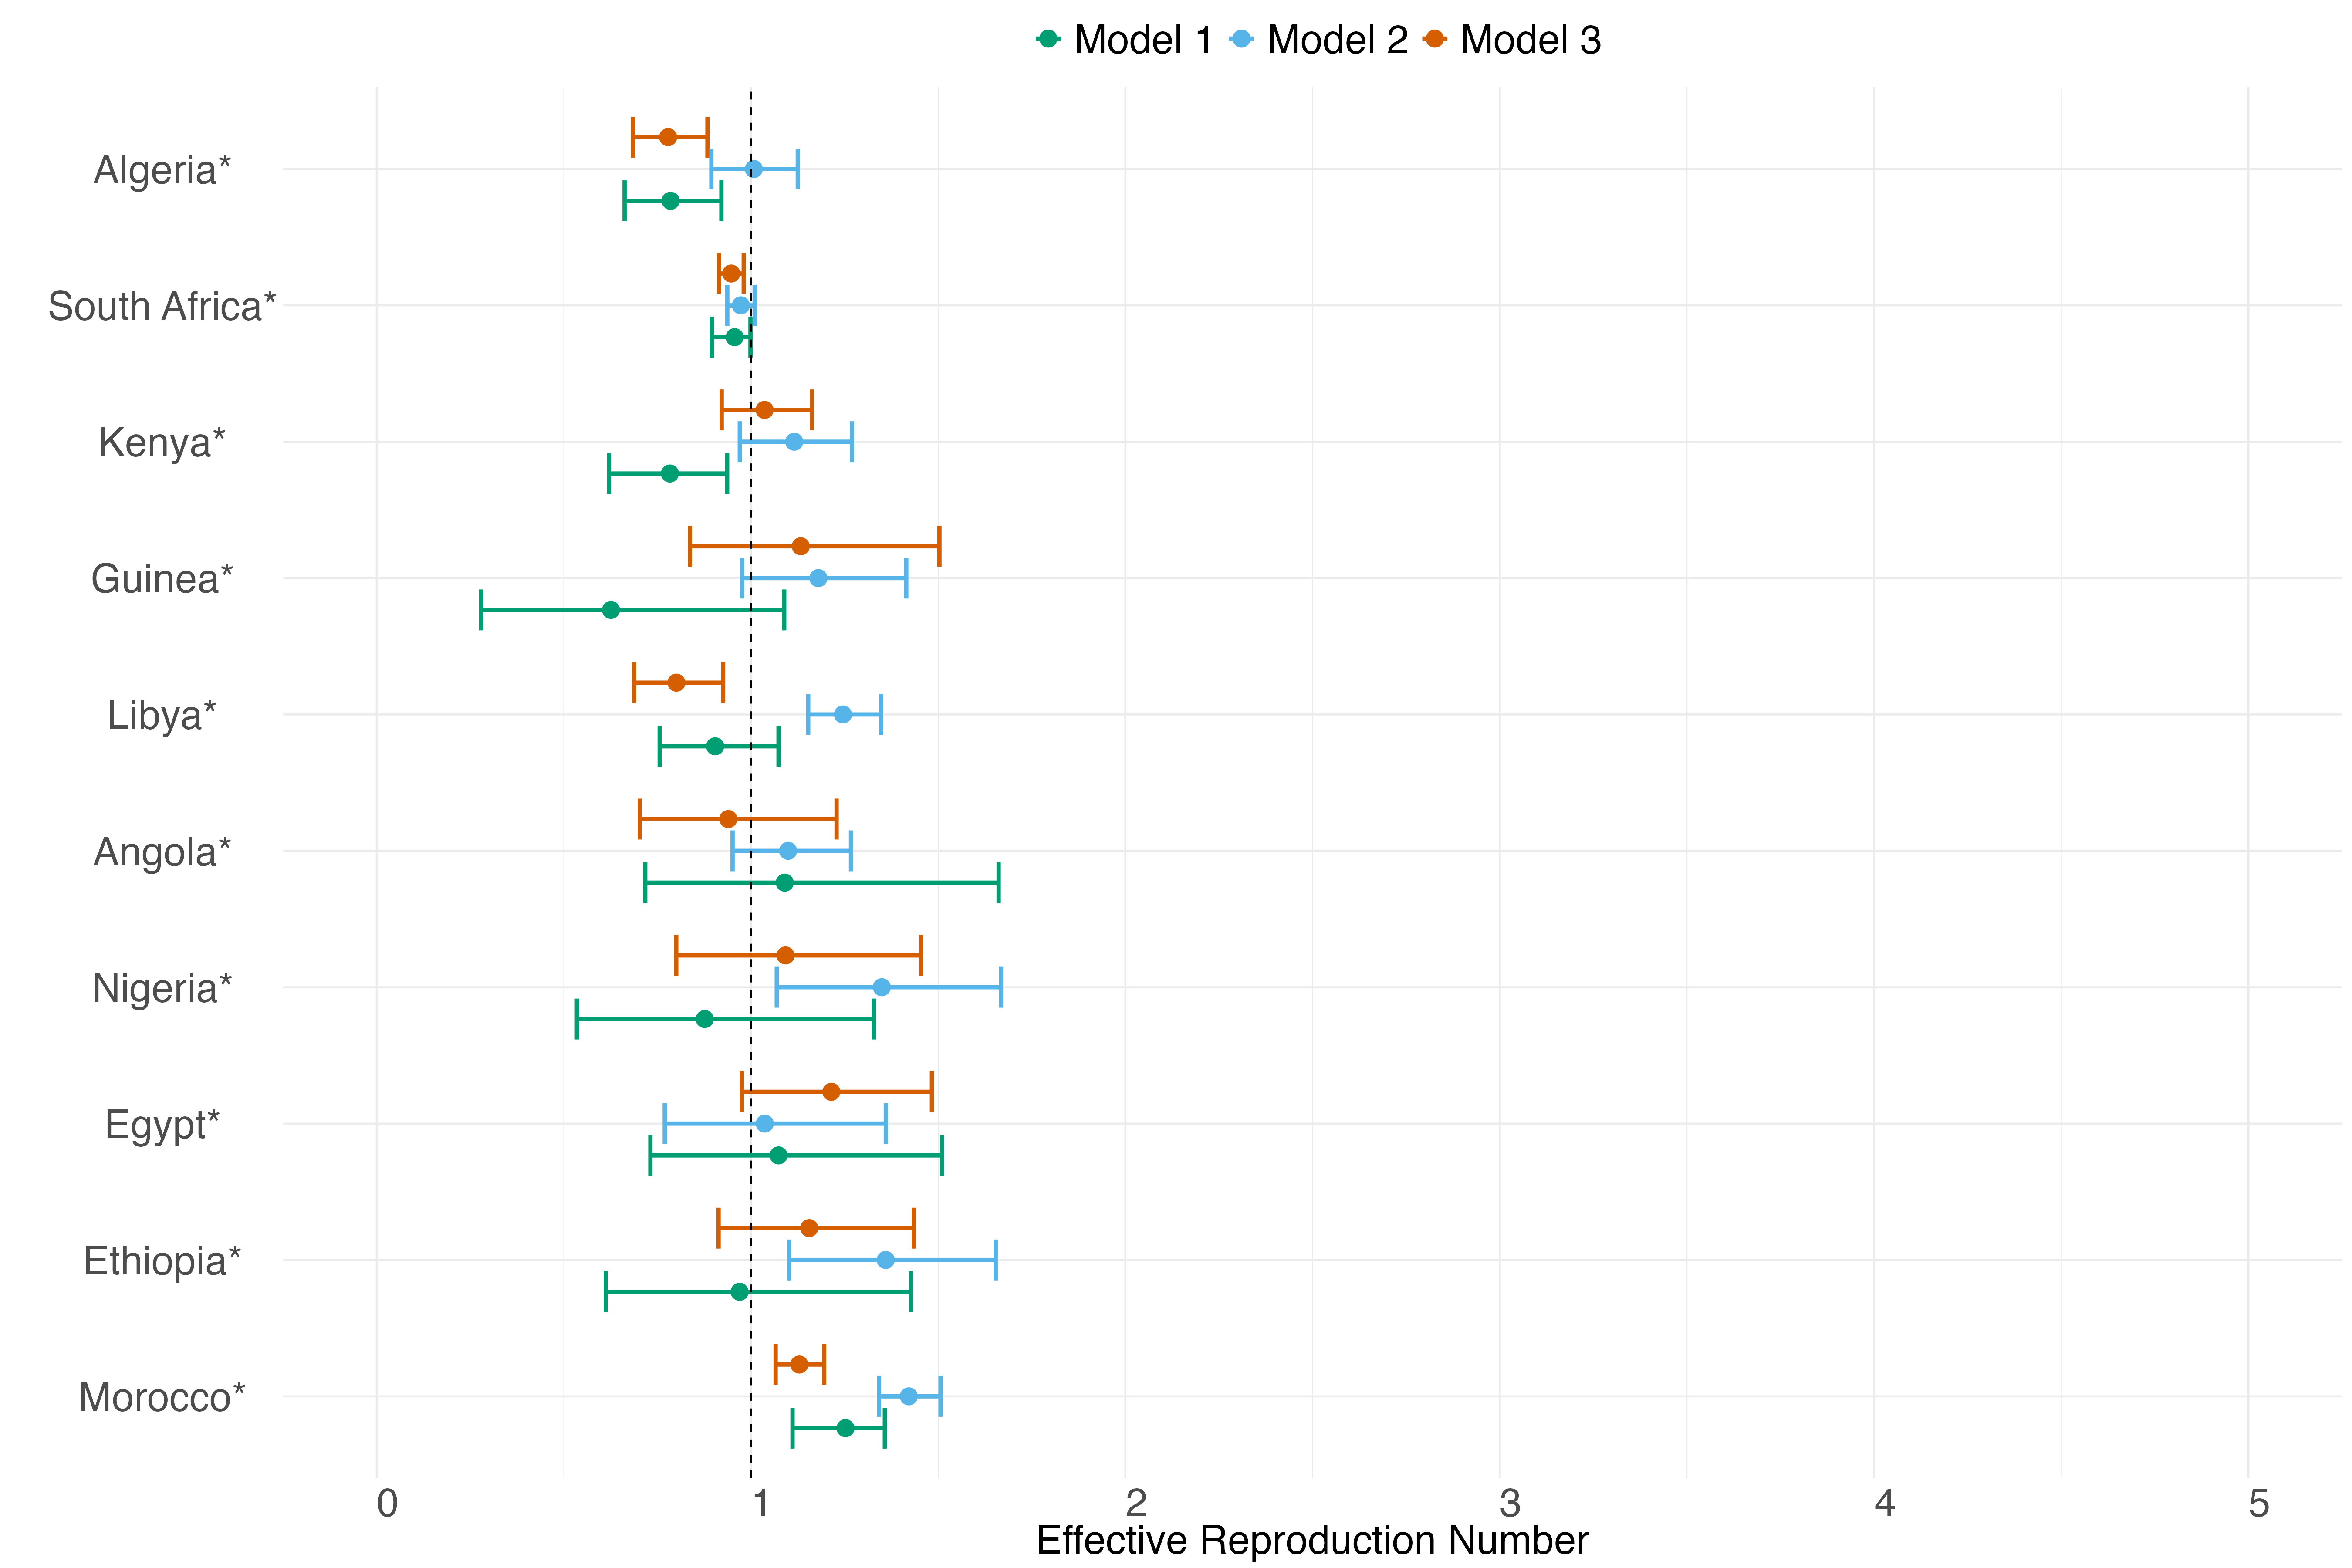 Model 1 Model 2 Model 3
Algeria*
South Africa*
Kenya*
Guinea*
Libya*
Angola*
Nigeria*
Egypt*
Ethiopia*
Morocco*
0 1 2 3 4 5
Effective Reproduction Number